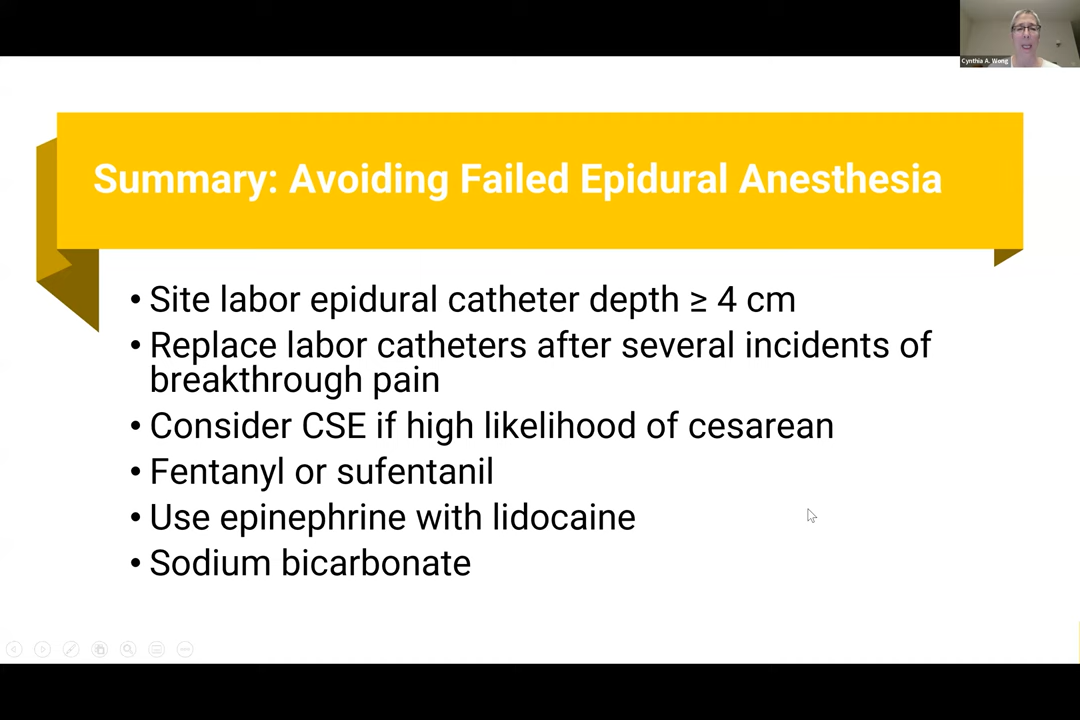 Cynthia A. Wong
Summary: Avoiding Failed Epidural Anesthesia
• Site labor epidural catheter depth ≥ 4 cm
• Replace labor catheters after several incidents of
breakthrough pain
• Consider CSE if high likelihood of cesarean
• Fentanyl or sufentanil
• Use epinephrine with lidocaine
• Sodium bicarbonate